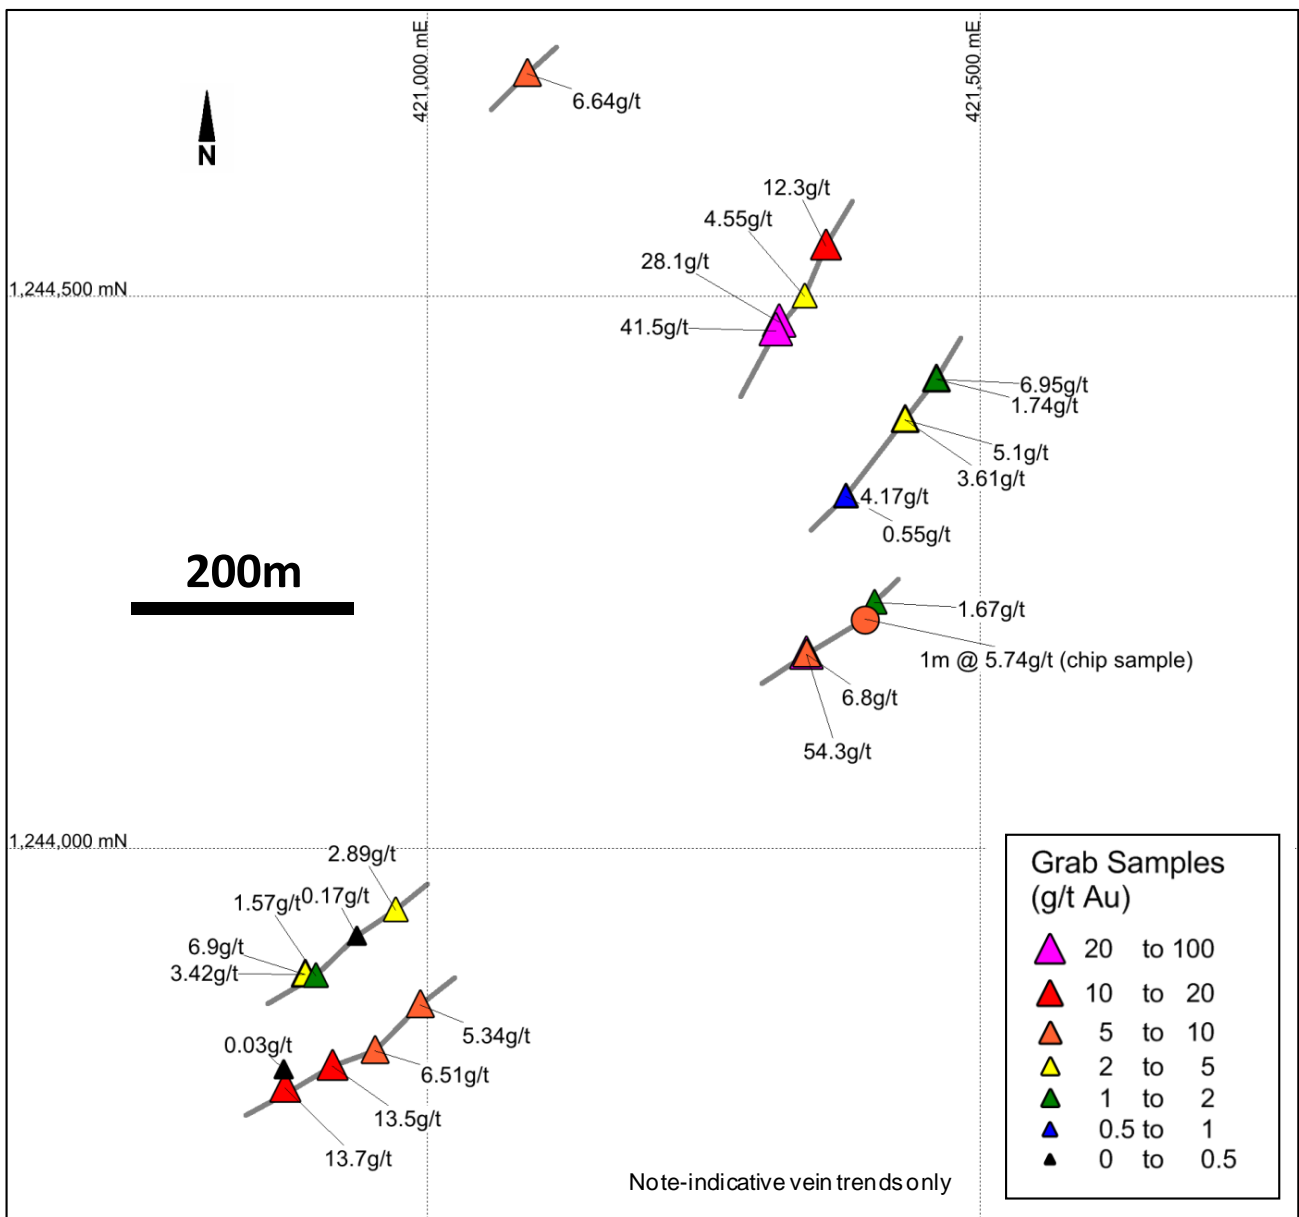 421,000 mE
421,500 mE
6.64g/t
N
12.3g/t
4.55g/t
28.1g/t
1,244,500 mN
41.5g/t
6.95g/t
1.74g/t
5.1g/t
3.61g/t
4.17g/t
0.55g/t
200m
1.67g/t
1m @ 5.74g/t (chip sample)
6.8g/t
54.3g/t
1,244,000 mN
2.89g/t
0.17g/t
1.57g/t
6.9g/t
3.42g/t
5.34g/t
0.03g/t
6.51g/t
13.5g/t
13.7g/t
Grab Samples
(g/t Au)
20 to 100
10 to 20
5 to 10
2 to 5
1 to 2
0.5 to 1
0 to 0.5
Note-indicative vein trends only